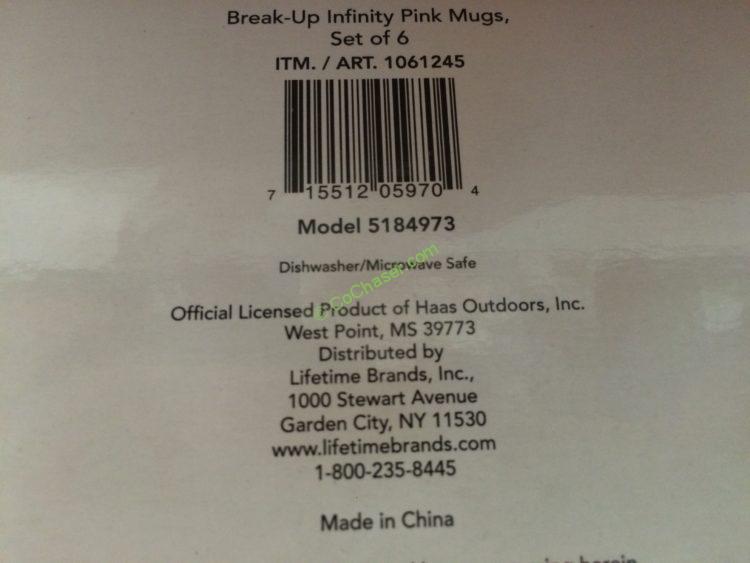 Break-Up Infinity Pink Mugs,
Set of 6
ITM. / ART. 1061245
7 15512 05970 4
Model 5184973
Dishwasher/Microwave Safe
© CoChaser.com
Official Licensed Product of Haas Outdoors, Inc.
West Point, MS 39773
Distributed by
Lifetime Brands, Inc.,
1000 Stewart Avenue
Garden City, NY 11530
www.lifetimebrands.com
1-800-235-8445
Made in China